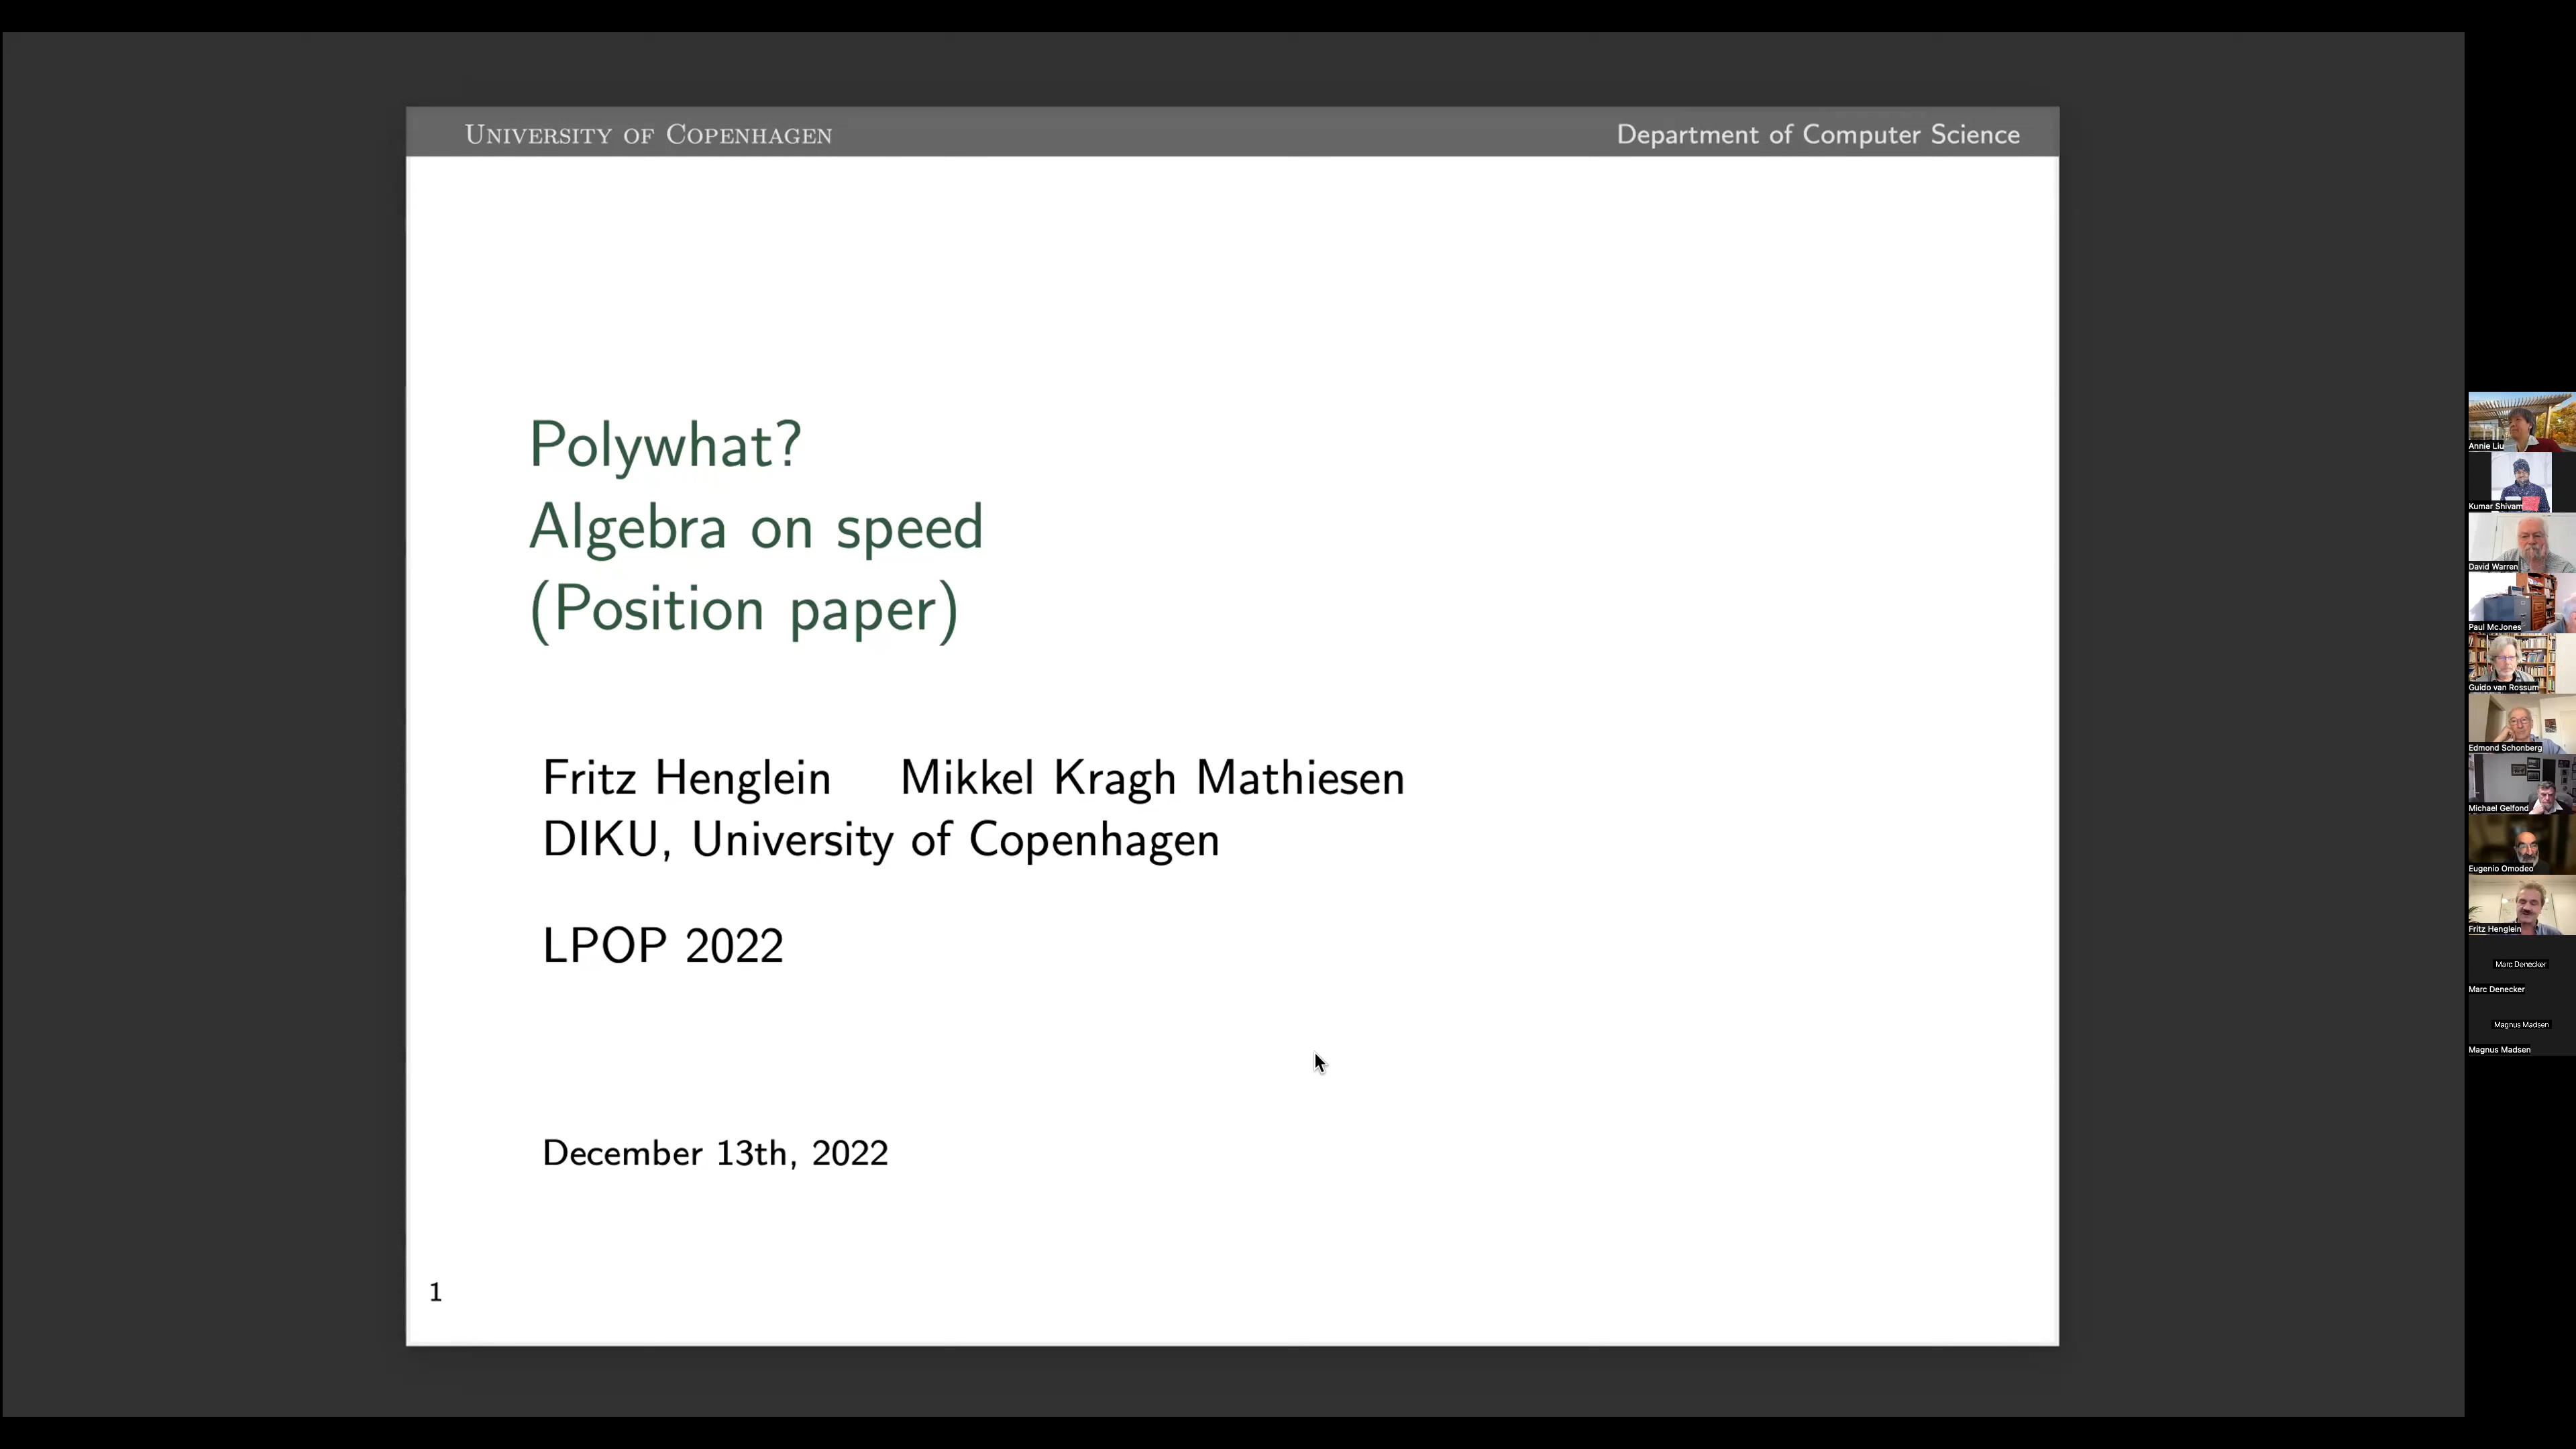 UNIVERSITY OF COPENHAGEN
Department of Computer Science
Polywhat?
Algebra on speed
(Position paper)
Fritz Henglein Mikkel Kragh Mathiesen
DIKU, University of Copenhagen
LPOP 2022
December 13th, 2022
1
Annie Liu
Kumar Shivam
David Warren
Paul McJones
Guido van Rossum
Edmond Schonberg
Michael Gelfond
Eugenio Omodeo
Fritz Henglein
Marc Denecker
Marc Denecker
Magnus Madsen
Magnus Madsen